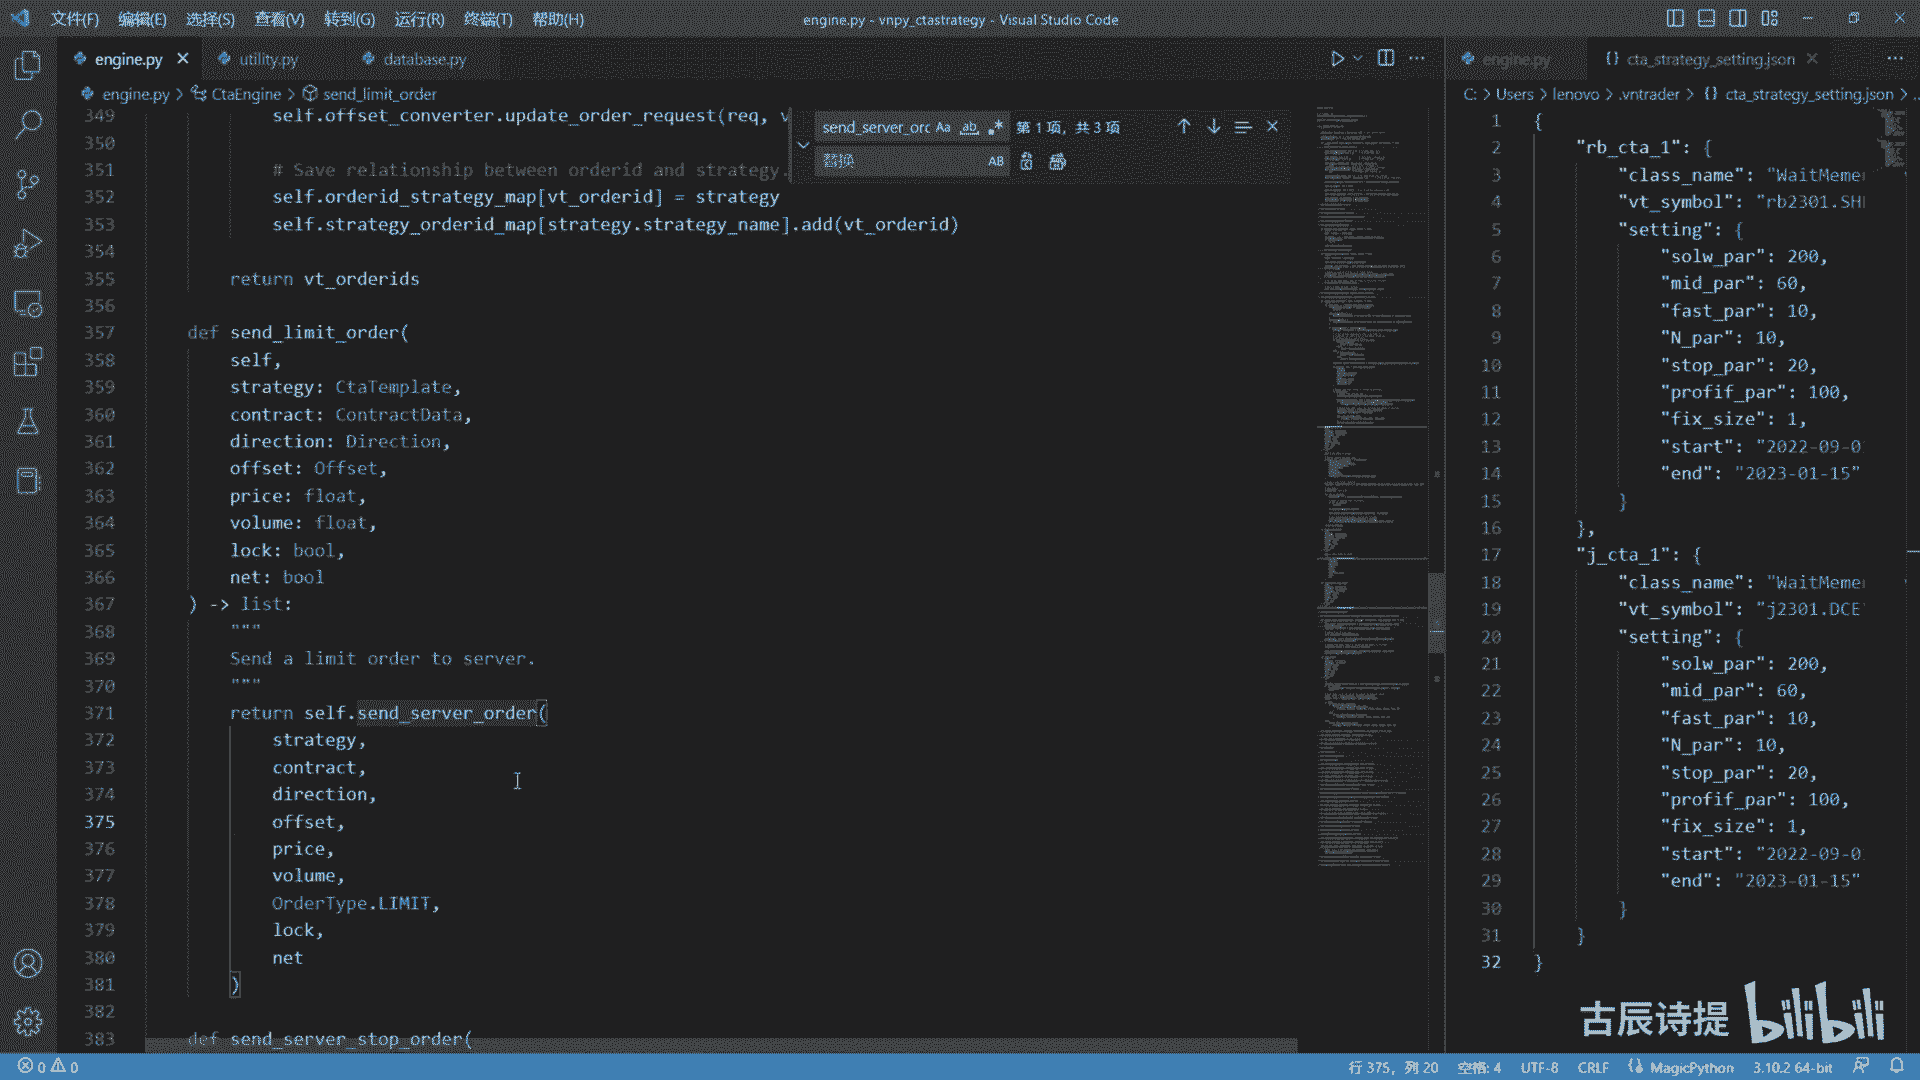 文件(F) 编辑(E) 选择(S) 查看(V) 转到(G) 运行(R) 终端(T) 帮助(H)
engine.py - vnpy_ctastrategy - Visual Studio Code
engine.py utility.py database.py
engine.py > CtaEngine > send_limit_order
349 self.offset_converter.update_order_request(req, v
350
351 # Save relationship between orderid and strategy.
352 self.orderid_strategy_map[vt_orderid] = strategy
353 self.strategy_orderid_map[strategy.strategy_name].add(vt_orderid)
354
355 return vt_orderids
356
357 def send_limit_order(
358 self,
359 strategy: CtaTemplate,
360 contract: ContractData,
361 direction: Direction,
362 offset: Offset,
363 price: float,
364 volume: float,
365 lock: bool,
366 net: bool
367 ) -> list:
368 """
369 Send a limit order to server.
370 """
371 return self.send_server_order(
372 strategy,
373 contract,
374 direction,
375 offset,
376 price,
377 volume,
378 OrderType.LIMIT,
379 lock,
380 net
381 )
382
383 def send_server_stop_order(
send_server_orc Aa ab .* 第 1 项，共 3 项
替换 AB
engine.py cta_strategy_setting.json
C: > Users > lenovo > .vntrader > {} cta_strategy_setting.json > ..
1 {
2 "rb_cta_1": {
3 "class_name": "WaitMeme
4 "vt_symbol": "rb2301.SH
5 "setting": {
6 "solw_par": 200,
7 "mid_par": 60,
8 "fast_par": 10,
9 "N_par": 10,
10 "stop_par": 20,
11 "profif_par": 100,
12 "fix_size": 1,
13 "start": "2022-09-0
14 "end": "2023-01-15"
15 }
16 },
17 "j_cta_1": {
18 "class_name": "WaitMeme
19 "vt_symbol": "j2301.DCE
20 "setting": {
21 "solw_par": 200,
22 "mid_par": 60,
23 "fast_par": 10,
24 "N_par": 10,
25 "stop_par": 20,
26 "profif_par": 100,
27 "fix_size": 1,
28 "start": "2022-09-0
29 "end": "2023-01-15"
30 }
31 }
32 }
古辰诗提 bilibili
0 0
行 375，列 20 空格: 4 UTF-8 CRLF MagicPython 3.10.2 64-bit